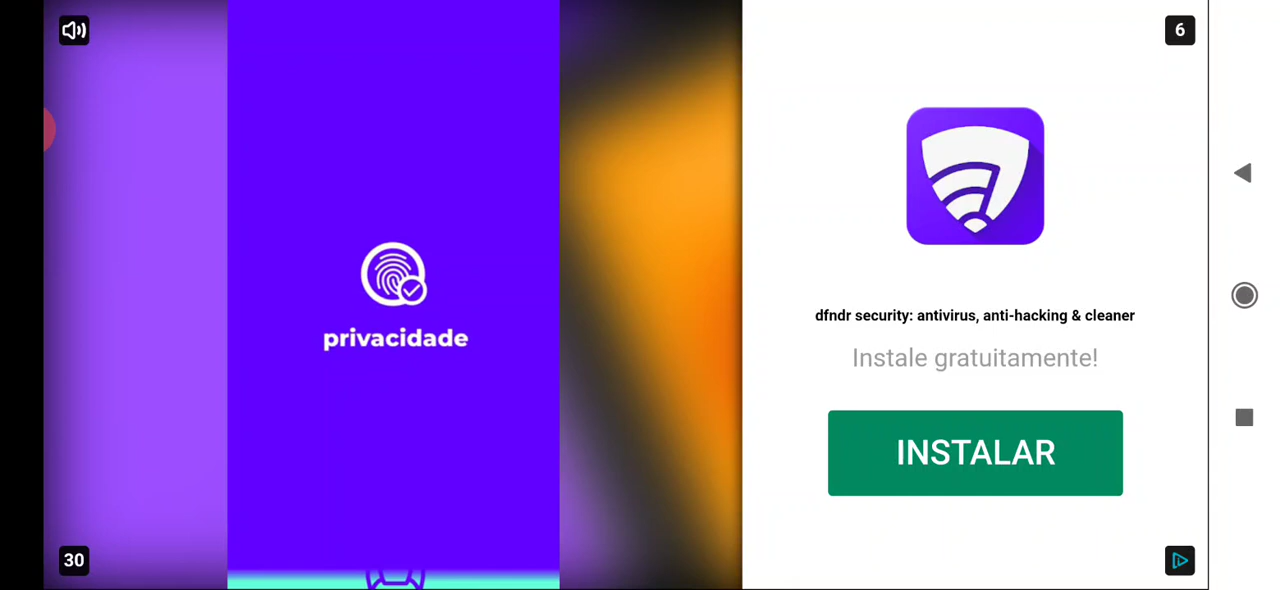 6
privacidade
dfndr security: antivirus, anti-hacking & cleaner
Instale gratuitamente!
INSTALAR
30